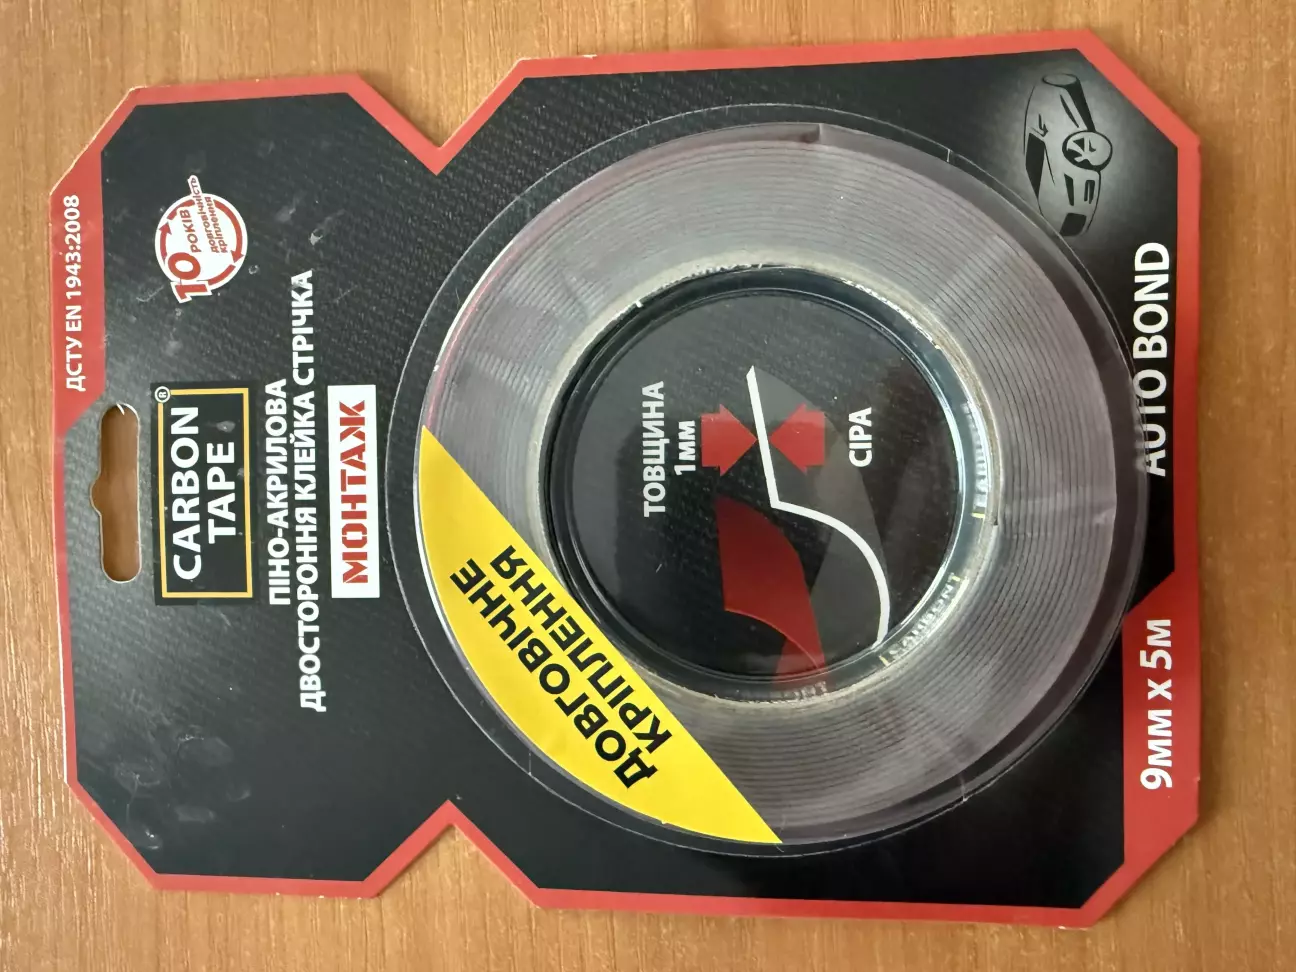 ДСТУ EN 1943:2008
CARBON
TAPE
®
10
РОКІВ
довговічність
кріплення
ПІНО-АКРИЛОВА
ДВОСТОРОННЯ КЛЕЙКА СТРІЧКА
МОНТАЖ
ДОВГОВІЧНЕ
КРІПЛЕННЯ
ТОВЩИНА
1мм
СІРА
AUTO BOND
9мм x 5м